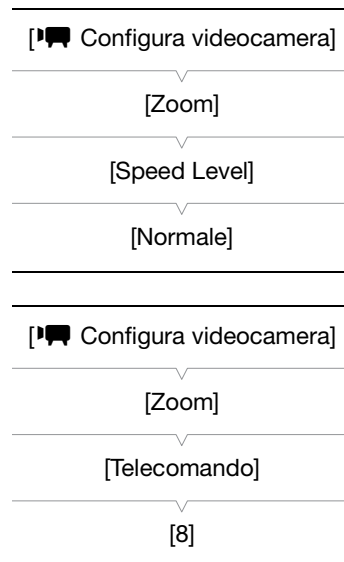 [ Configura videocamera]
[Zoom]
[Speed Level]
[Normale]
[ Configura videocamera]
[Zoom]
[Telecomando]
[8]